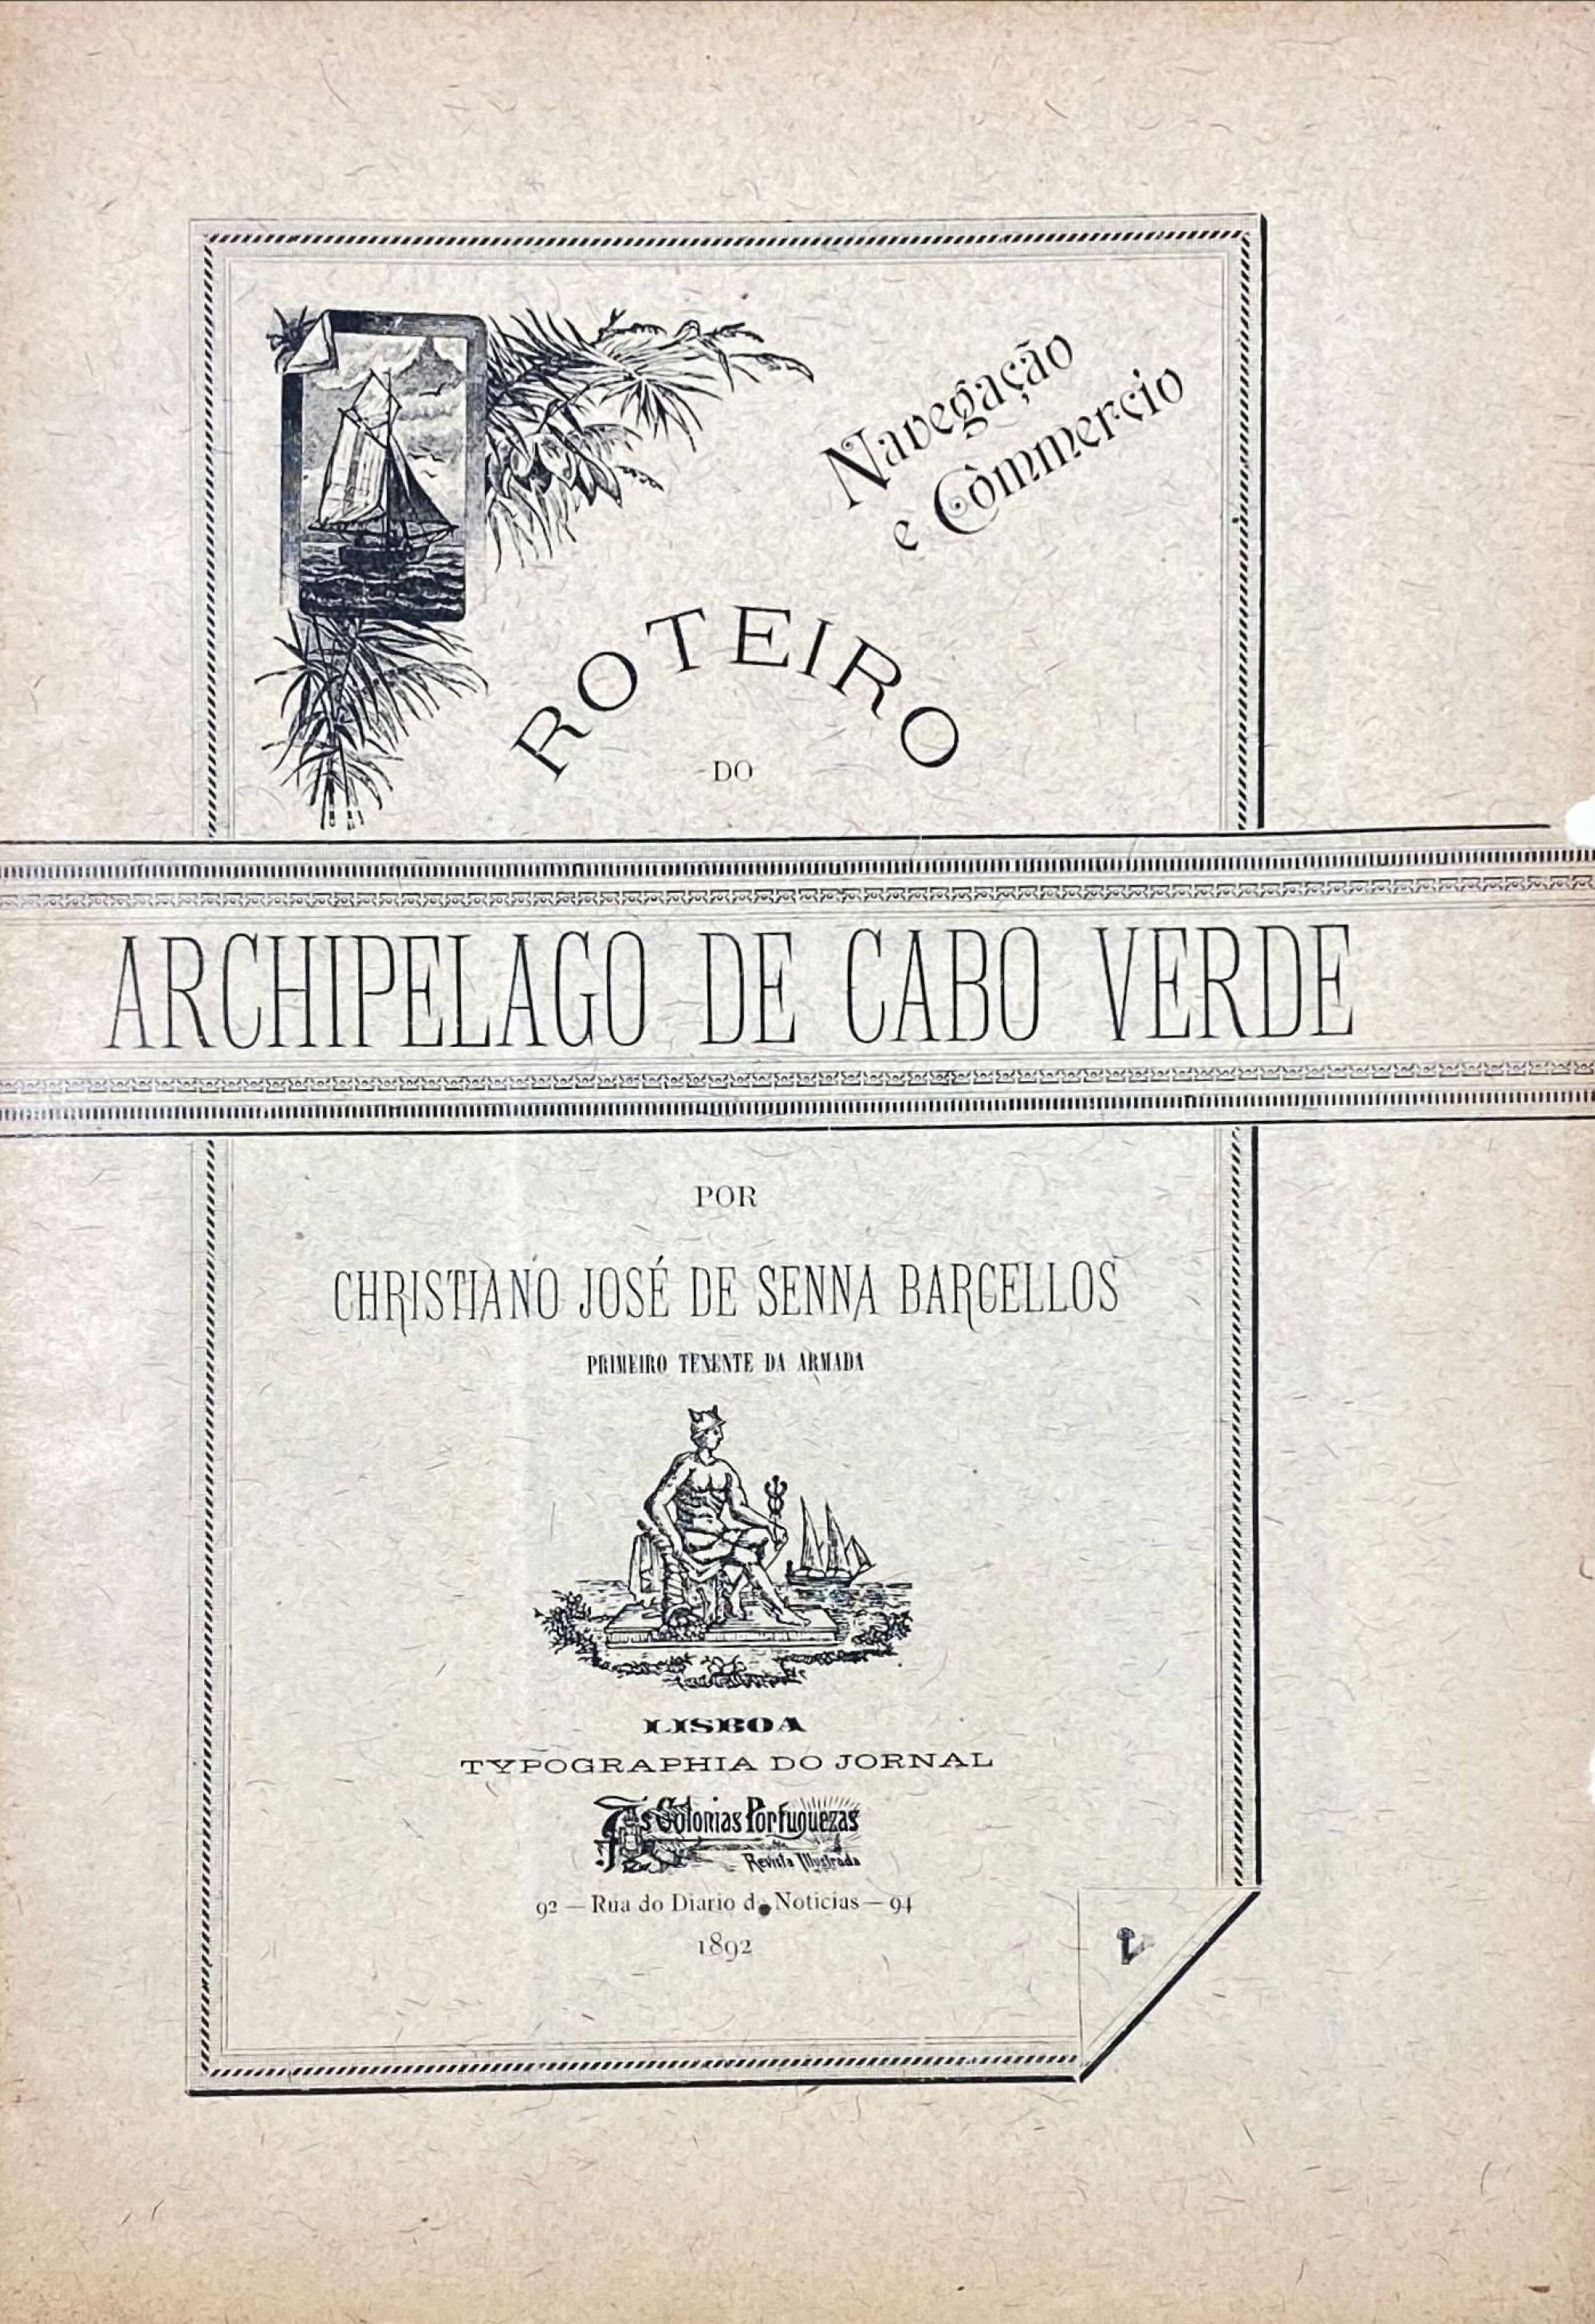 Navegação
e Còmmercio
ROTEIRO
DO
ARCHIPELAGO DE CABO VERDE
POR
CHRISTIANO JOSÉ DE SENNA BARCELLOS
PRIMEIRO TENENTE DA ARMADA
LISBOA
TYPOGRAPHIA DO JORNAL
As Colonias Portuguezas
Revista Illustrada
92 — Rua do Diario de Noticias — 94
1892